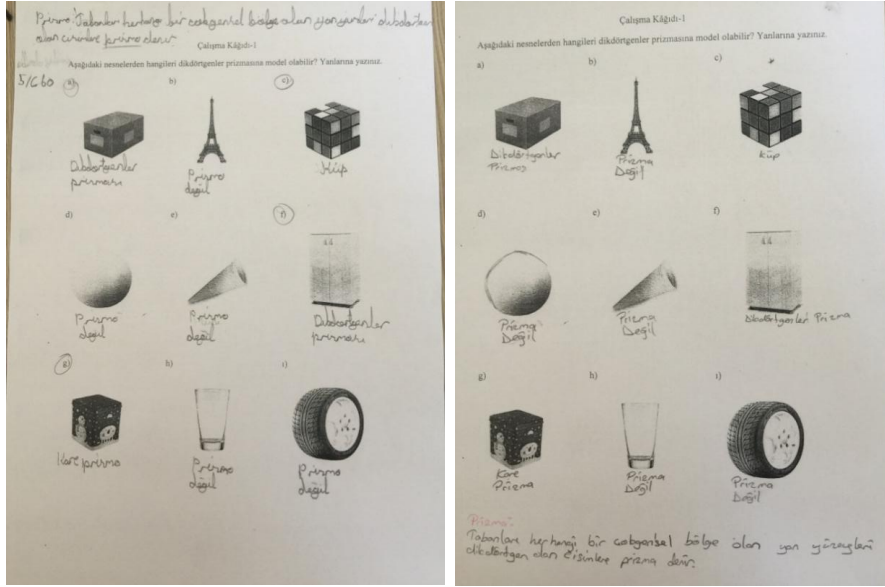 Prizma: Tabanları herhangi bir çokgensel bölge olan yan yanları dikdörtgen
olan cisimlere prizma denir
Çalışma Kâğıdı-1
Aşağıdaki nesnelerden hangileri dikdörtgenler prizmasına model olabilir? Yanlarına yazınız.
5/C 60
a)
b)
c)
Dikdörtgenler
prizması
Prizma
değil
Küp
d)
e)
f)
Prizma
değil
Prizma
değil
Dikdörtgenler
prizması
g)
h)
ı)
Kare prizma
Prizma
değil
Prizma
değil
Çalışma Kâğıdı-1
Aşağıdaki nesnelerden hangileri dikdörtgenler prizmasına model olabilir? Yanlarına yazınız.
a)
b)
c)
Dikdörtgenler
Prizması
Prizma
Değil
Küp
d)
e)
f)
Prizma
Değil
Prizma
Değil
Dikdörtgenler Prizma
g)
h)
ı)
Kare
Prizma
Prizma
Değil
Prizma
Değil
Prizma:
Tabanları herhangi bir çokgensel bölge olan yan yüzeyleri
dikdörtgen olan cisimlere prizma denir.